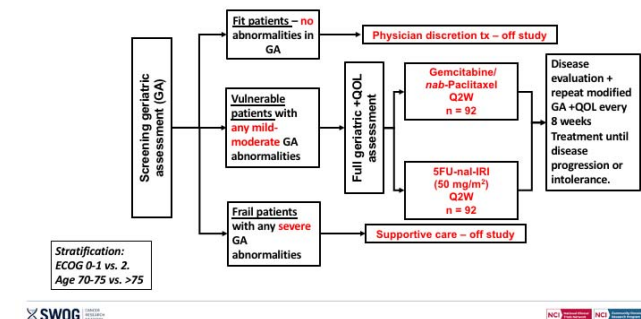 Screening geriatric
assessment (GA)
Fit patients – no
abnormalities in
GA
Physician discretion tx – off study
Vulnerable
patients with
any mild-
moderate GA
abnormalities
Full geriatric +QOL
assessment
Gemcitabine/
nab-Paclitaxel
Q2W
n = 92
5FU-nal-IRI
(50 mg/m²)
Q2W
n = 92
Disease
evaluation +
repeat modified
GA +QOL every
8 weeks
Treatment until
disease
progression or
intolerance.
Frail patients
with any severe
GA
abnormalities
Supportive care – off study
Stratification:
ECOG 0-1 vs. 2.
Age 70-75 vs. >75
SWOG
CANCER
RESEARCH
NCI
NCI